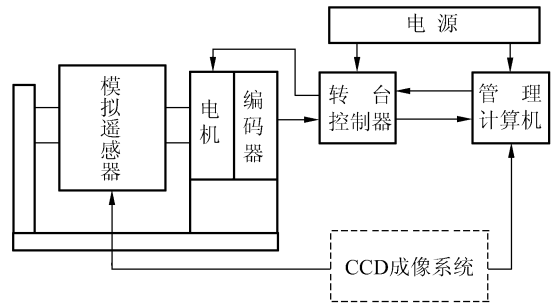 电 源
模拟遥感器
电机
编码器
转 台
控制器
管 理
计算机
CCD成像系统